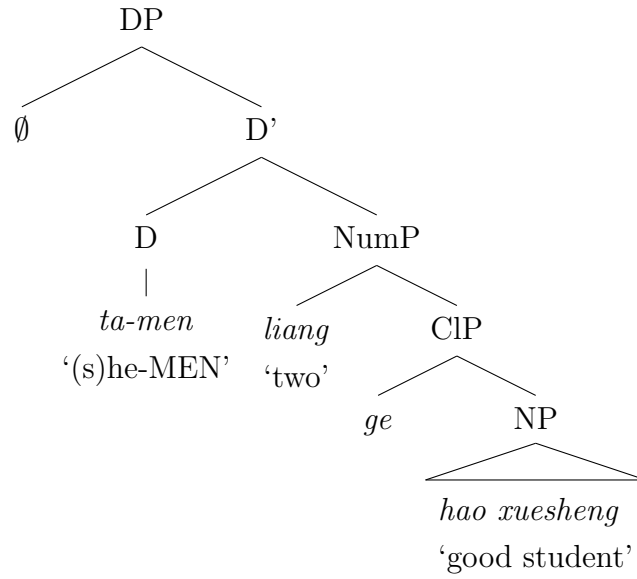 DP
∅ D’
D NumP
ta-men liang ClP
‘(s)he-MEN’ ‘two’
ge NP
hao xuesheng
‘good student’